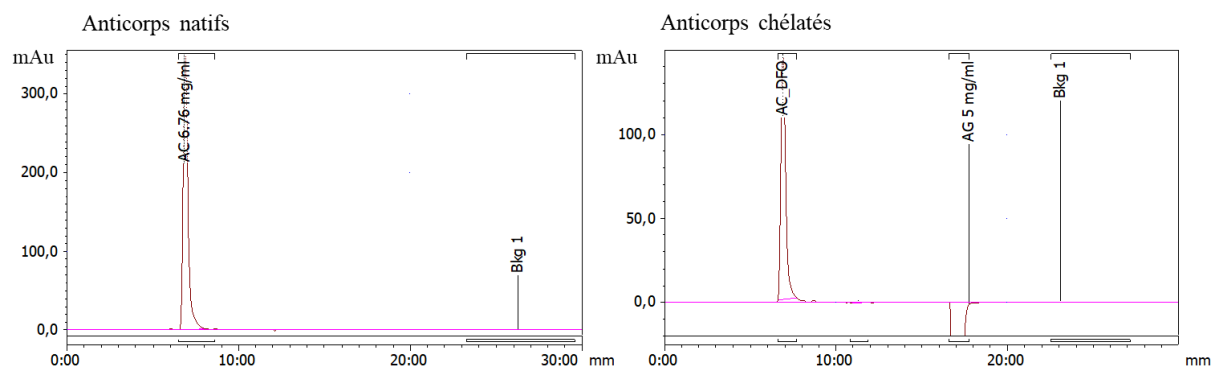 Anticorps natifs
mAu
AC 6.76 mg/ml
Bkg 1
300,0
200,0
100,0
0,0
0:00
10:00
20:00
30:00
mm
Anticorps chélatés
mAu
AC_DFO
AG 5 mg/ml
Bkg 1
100,0
50,0
0,0
0:00
10:00
20:00
mm